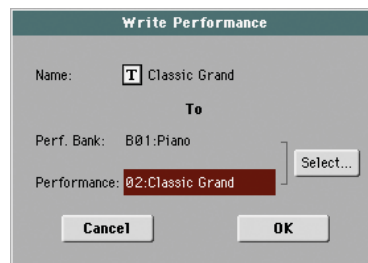 Write Performance
Name: T Classic Grand
To
Perf. Bank: B01:Piano
Select...
Performance: 02:Classic Grand
Cancel OK